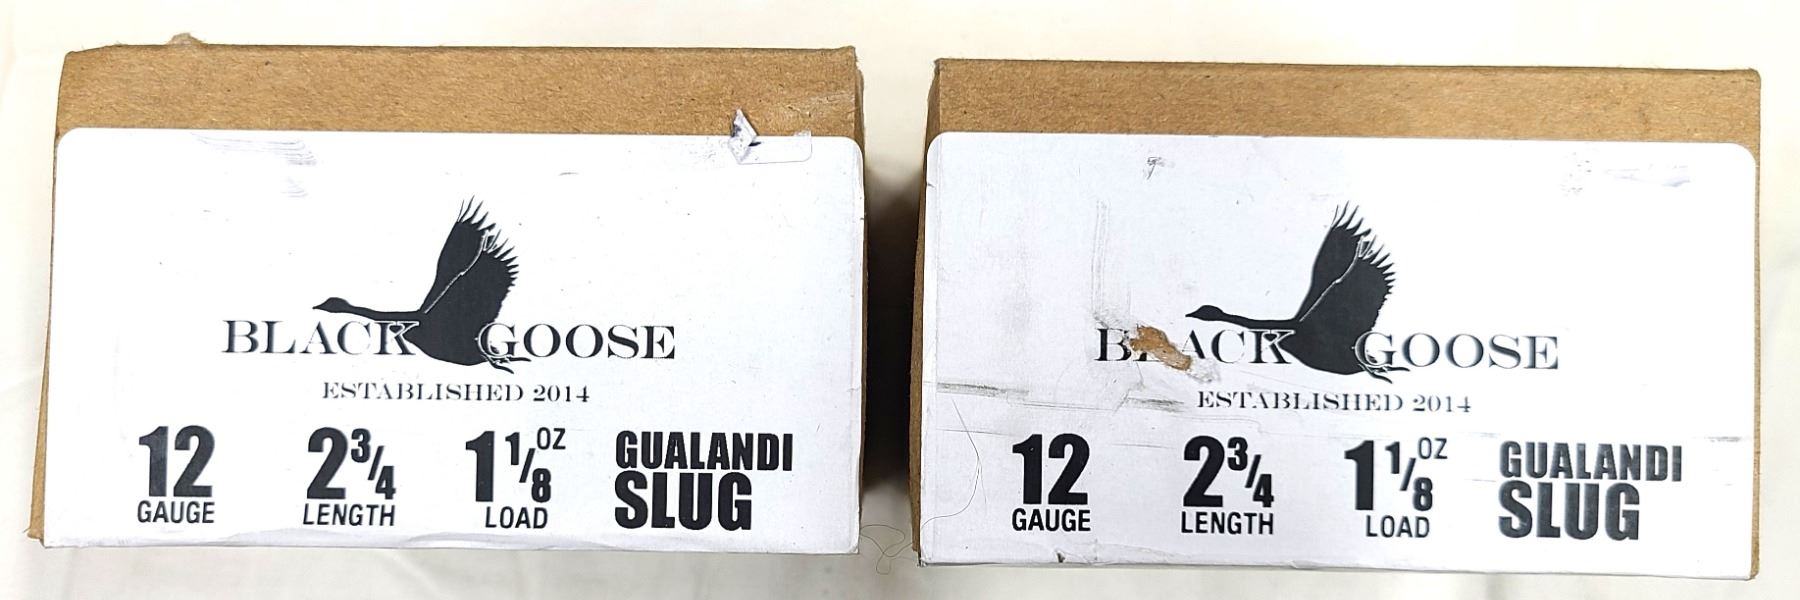 BLACK GOOSE
ESTABLISHED 2014
12 2 3/4 1 1/8 OZ GUALANDI
GAUGE LENGTH LOAD SLUG
BLACK GOOSE
ESTABLISHED 2014
12 2 3/4 1 1/8 OZ GUALANDI
GAUGE LENGTH LOAD SLUG